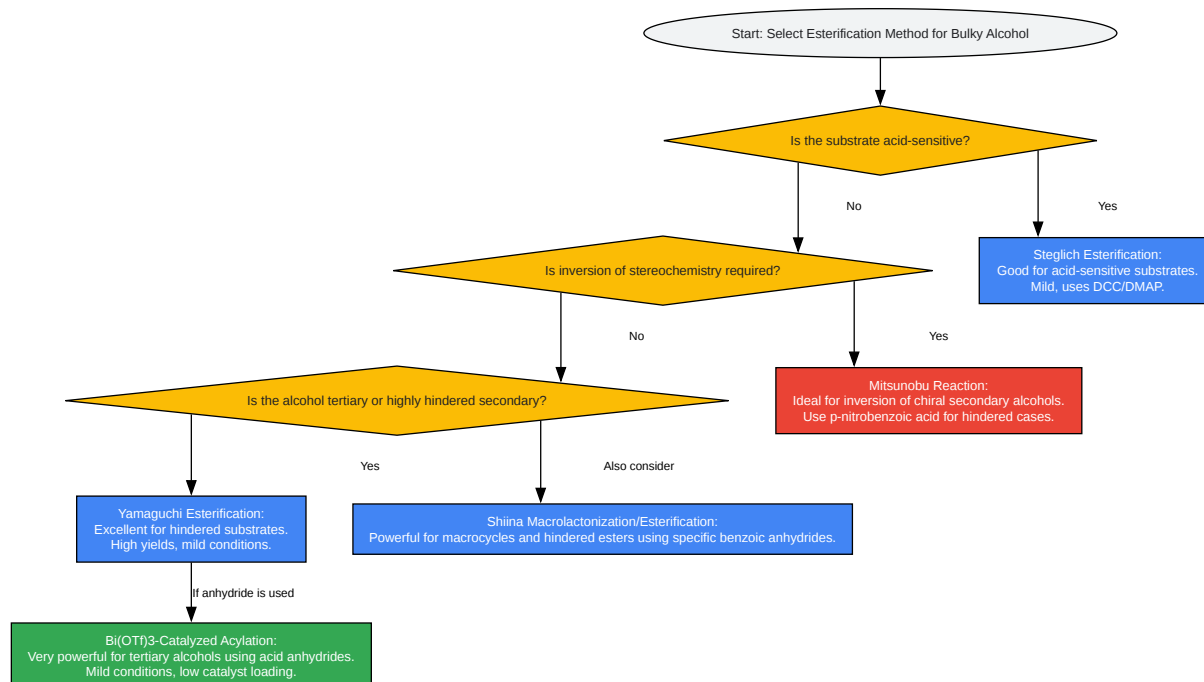 Start: Select Esterification Method for Bulky Alcohol
Is the substrate acid-sensitive?
No
Yes
Is inversion of stereochemistry required?
Steglich Esterification:
Good for acid-sensitive substrates.
Mild, uses DCC/DMAP.
No
Yes
Is the alcohol tertiary or highly hindered secondary?
Mitsunobu Reaction:
Ideal for inversion of chiral secondary alcohols.
Use p-nitrobenzoic acid for hindered cases.
Yes
Also consider
Yamaguchi Esterification:
Excellent for hindered substrates.
High yields, mild conditions.
Shiina Macrolactonization/Esterification:
Powerful for macrocycles and hindered esters using specific benzoic anhydrides.
If anhydride is used
Bi(OTf)3-Catalyzed Acylation:
Very powerful for tertiary alcohols using acid anhydrides.
Mild conditions, low catalyst loading.